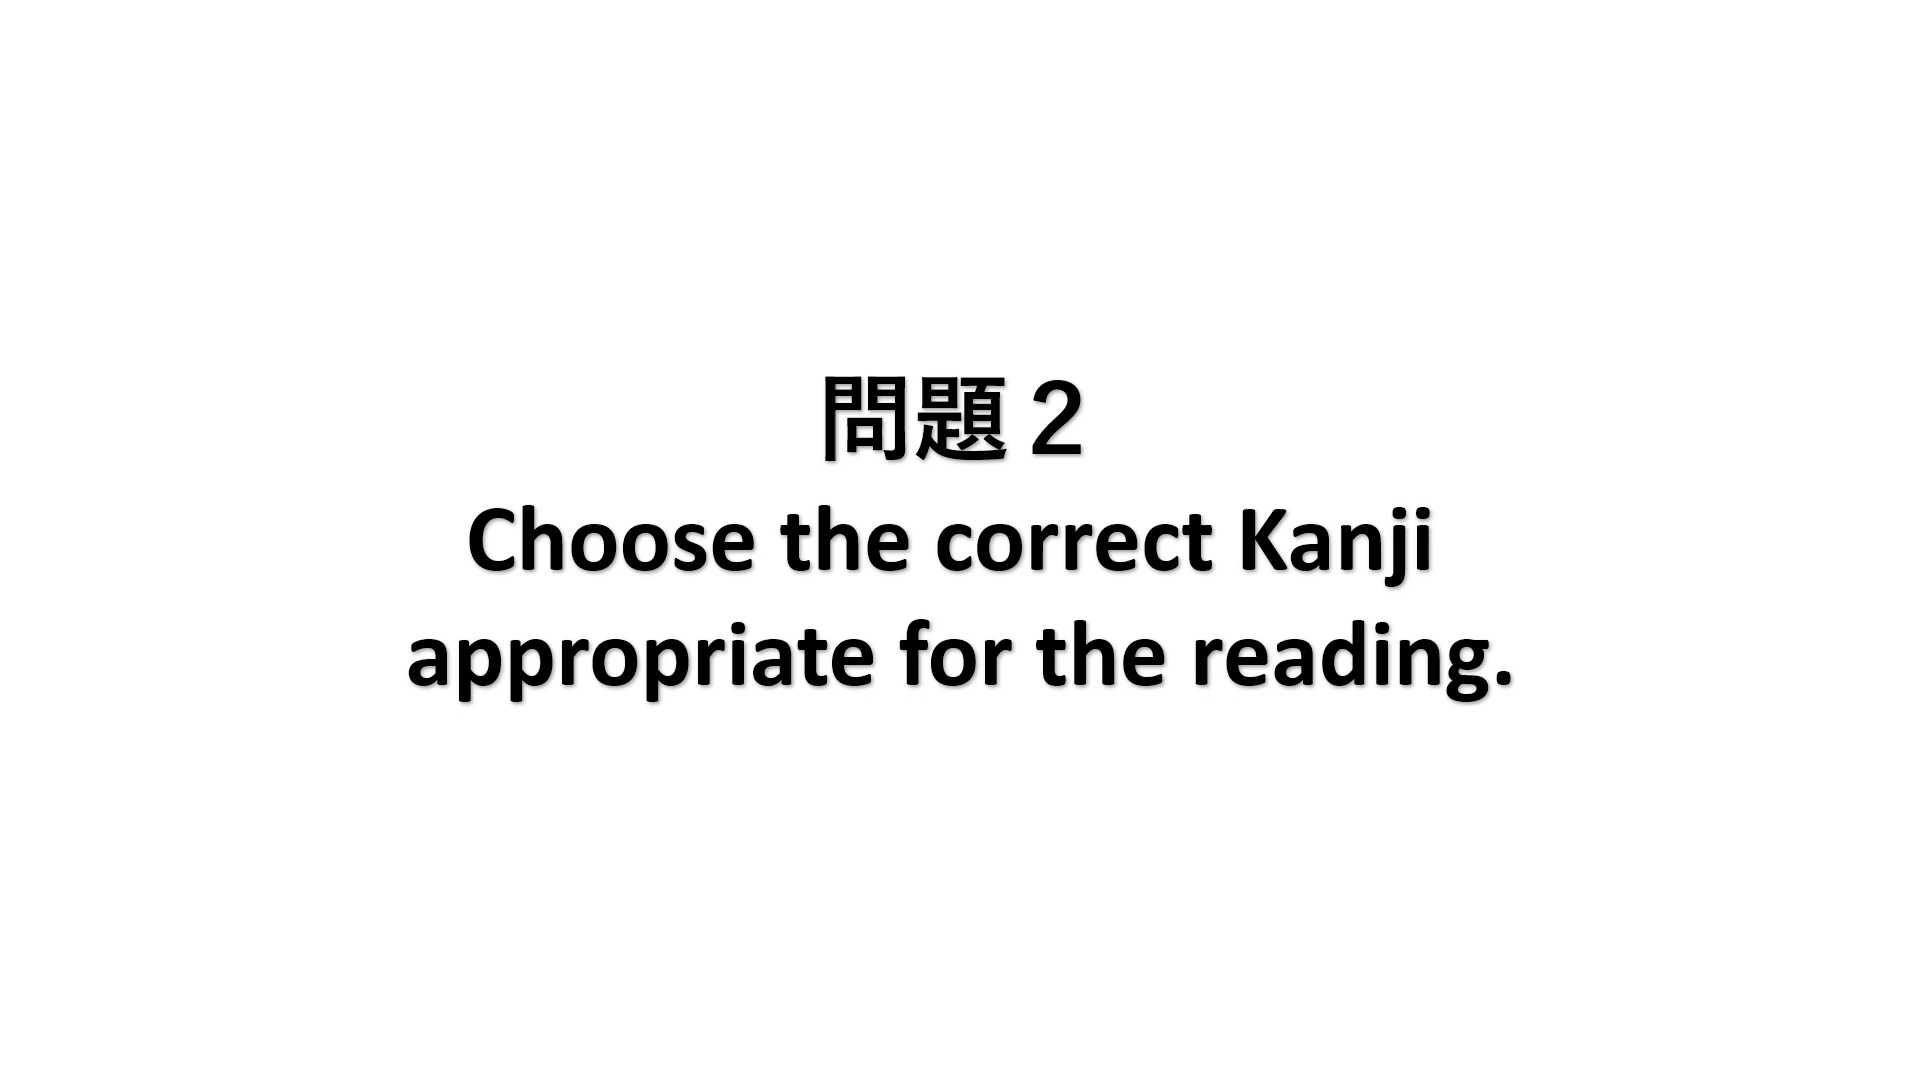 問題２
Choose the correct Kanji
appropriate for the reading.